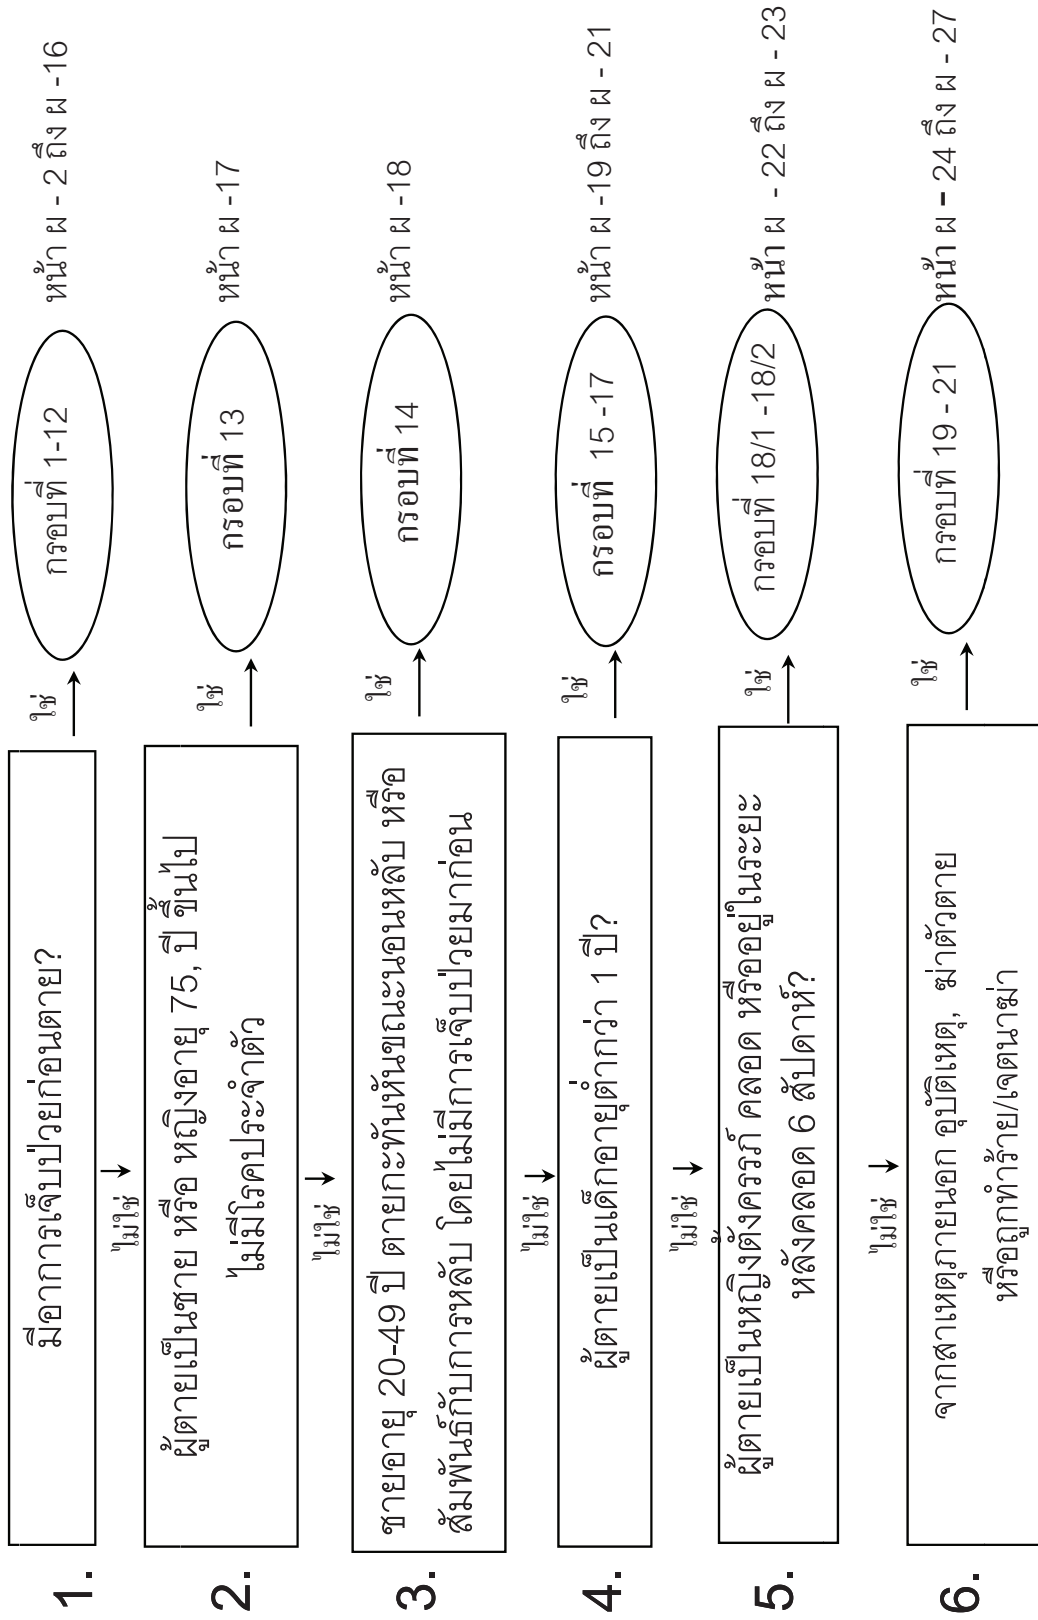 1.
มีอาการเจ็บป่วยก่อนตาย?
ใช่
กรอบที่ 1-12
หน้า ผ - 2 ถึง ผ -16
ไม่ใช่
2.
ผู้ตายเป็นชาย หรือ หญิงอายุ 75, ปี ขึ้นไป
ไม่มีโรคประจำตัว
ใช่
กรอบที่ 13
หน้า ผ -17
ไม่ใช่
3.
ชายอายุ 20-49 ปี ตายกะทันหันขณะนอนหลับ หรือ
สัมพันธ์กับการหลับ โดยไม่มีการเจ็บป่วยมาก่อน
ใช่
กรอบที่ 14
หน้า ผ -18
ไม่ใช่
4.
ผู้ตายเป็นเด็กอายุต่ำกว่า 1 ปี?
ใช่
กรอบที่ 15 -17
หน้า ผ -19 ถึง ผ - 21
ไม่ใช่
5.
ผู้ตายเป็นหญิงตั้งครรภ์ คลอด หรืออยู่ในระยะ
หลังคลอด 6 สัปดาห์?
ใช่
กรอบที่ 18/1 -18/2
หน้า ผ - 22 ถึง ผ - 23
ไม่ใช่
6.
จากสาเหตุภายนอก อุบัติเหตุ, ฆ่าตัวตาย
หรือถูกทำร้าย/เจตนาฆ่า
ใช่
กรอบที่ 19 - 21
หน้า ผ – 24 ถึง ผ - 27